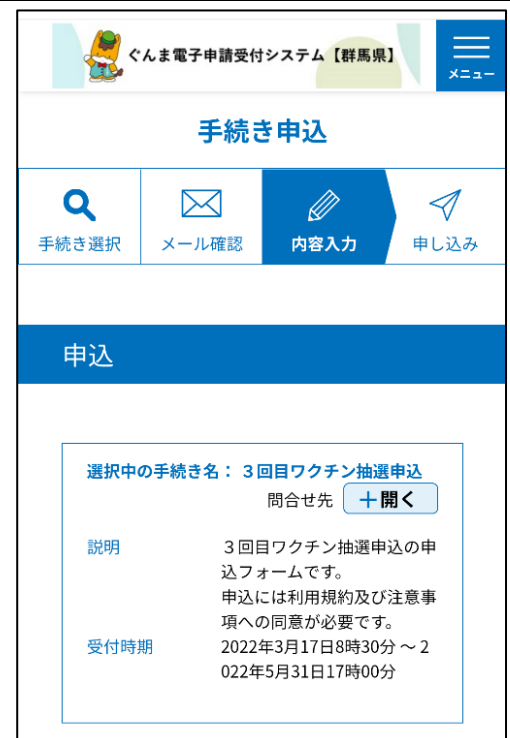 ぐんま電子申請受付システム【群馬県】
メニュー
手続き申込
手続き選択
メール確認
内容入力
申し込み
申込
選択中の手続き名： ３回目ワクチン抽選申込
問合せ先 ＋開く
説明 ３回目ワクチン抽選申込の申
込フォームです。
申込には利用規約及び注意事
項への同意が必要です。
受付時期 2022年3月17日8時30分 ～ 2
022年5月31日17時00分